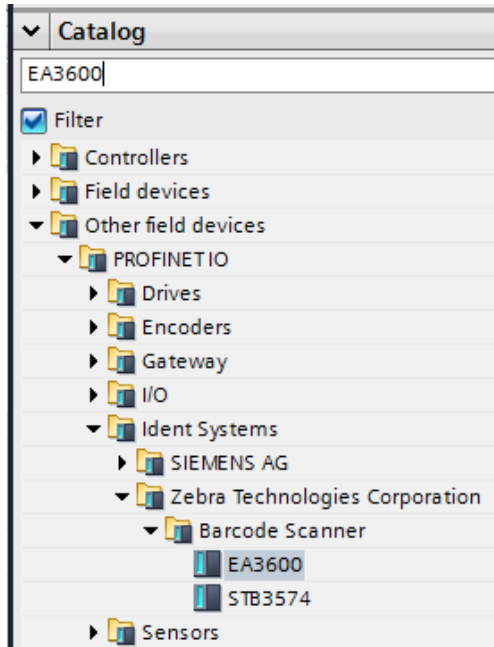 Catalog
EA3600
Filter
Controllers
Field devices
Other field devices
PROFINET IO
Drives
Encoders
Gateway
I/O
Ident Systems
SIEMENS AG
Zebra Technologies Corporation
Barcode Scanner
EA3600
STB3574
Sensors